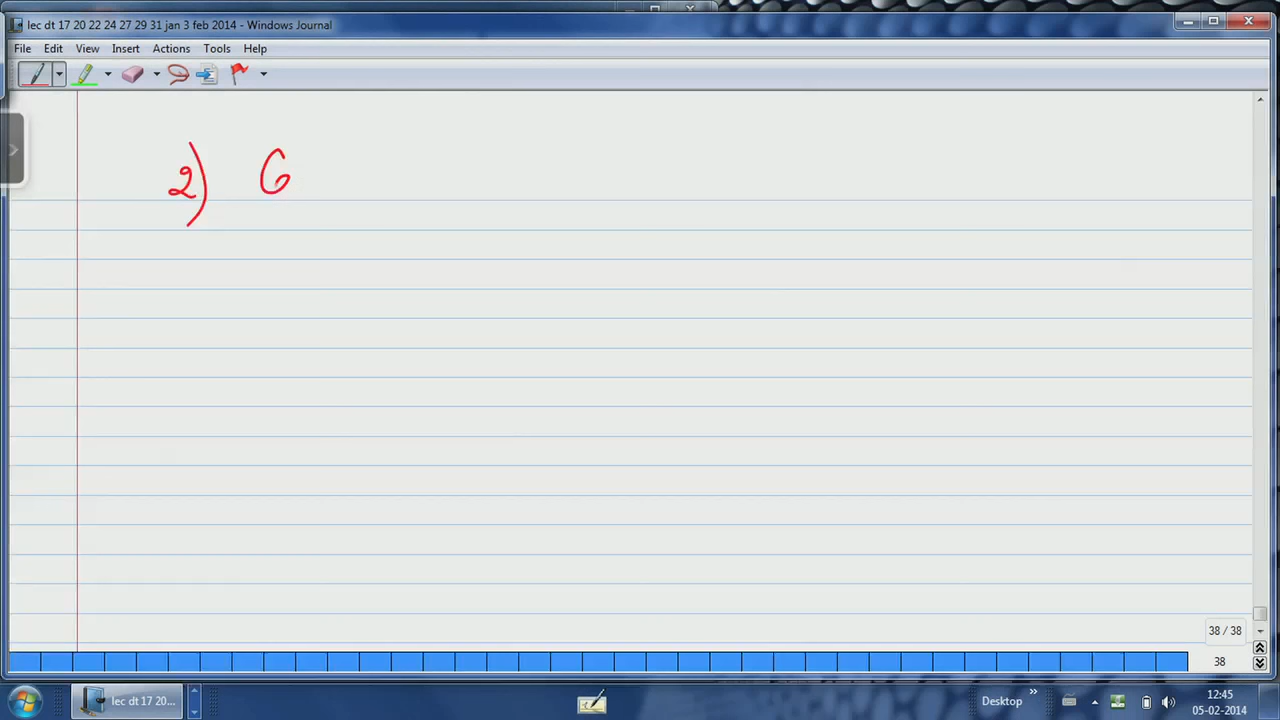 lec dt 17 20 22 24 27 29 31 jan 3 feb 2014 - Windows Journal
File Edit View Insert Actions Tools Help
2) G
38 / 38
38
lec dt 17 20...
Desktop
12:45
05-02-2014